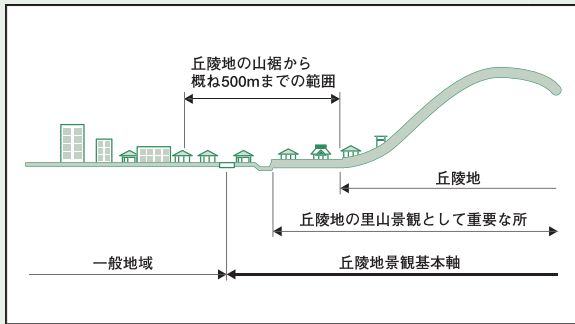 丘陵地の山裾から
概ね500mまでの範囲
丘陵地
丘陵地の里山景観として重要な所
一般地域
丘陵地景観基本軸